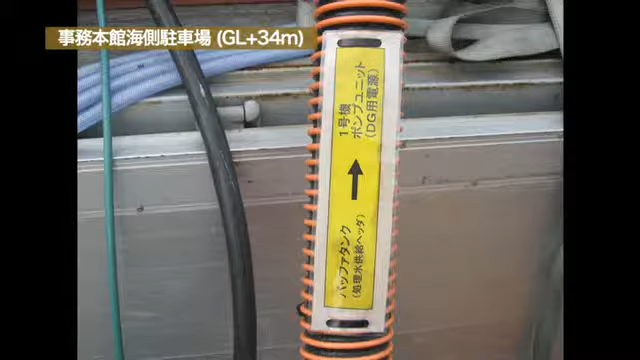 事務本館海側駐車場 (GL+34m)
1号機
ポンプユニット
(DG用電源)
バッファタンク
(処理水供給ヘッダ)